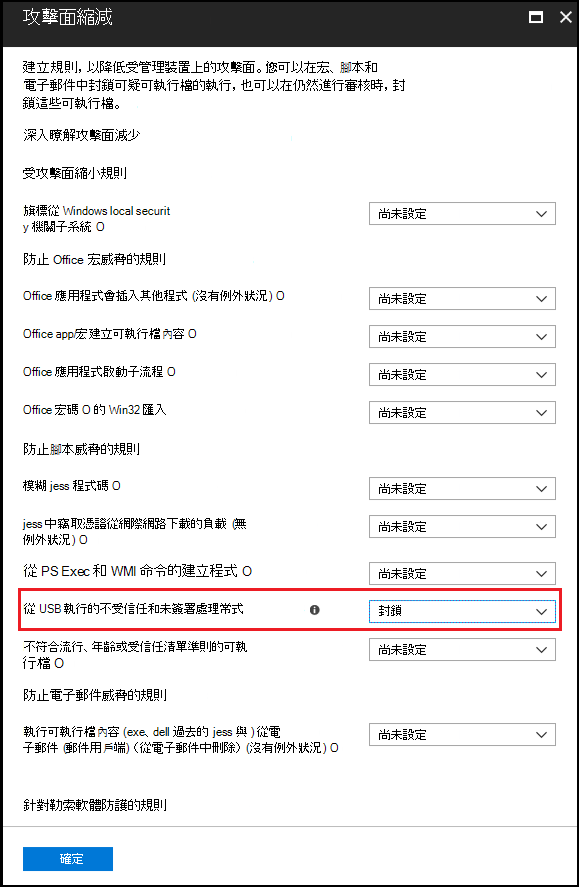 攻擊面縮減
建立規則，以降低受管理裝置上的攻擊面。您可以在宏、腳本和
電子郵件中封鎖可疑可執行檔的執行，也可以在仍然進行審核時，封
鎖這些可執行檔。
深入瞭解攻擊面減少
受攻擊面縮小規則
旗標從 Windows local securit
y 機關子系統 O
尚未設定
防止 Office 宏威脅的規則
Office 應用程式會插入其他程式 (沒有例外狀況) O
尚未設定
Office app/宏建立可執行檔內容 O
尚未設定
Office 應用程式啟動子流程 O
尚未設定
Office 宏碼 O 的 Win32 匯入
尚未設定
防止腳本威脅的規則
模糊 jess 程式碼 O
尚未設定
jess 中竊取憑證從網際網路下載的負載 (無
例外狀況) O
尚未設定
從 PS Exec 和 WMI 命令的建立程式 O
尚未設定
從 USB 執行的不受信任和未簽署處理常式
封鎖
不符合流行、年齡或受信任清單準則的可執
行檔 O
尚未設定
防止電子郵件威脅的規則
執行可執行檔內容 (exe、dell 過去的 jess 與 ) 從電
子郵件 (郵件用戶端) (從電子郵件中刪除) (沒有例外狀況) O
尚未設定
針對勒索軟體防護的規則
確定